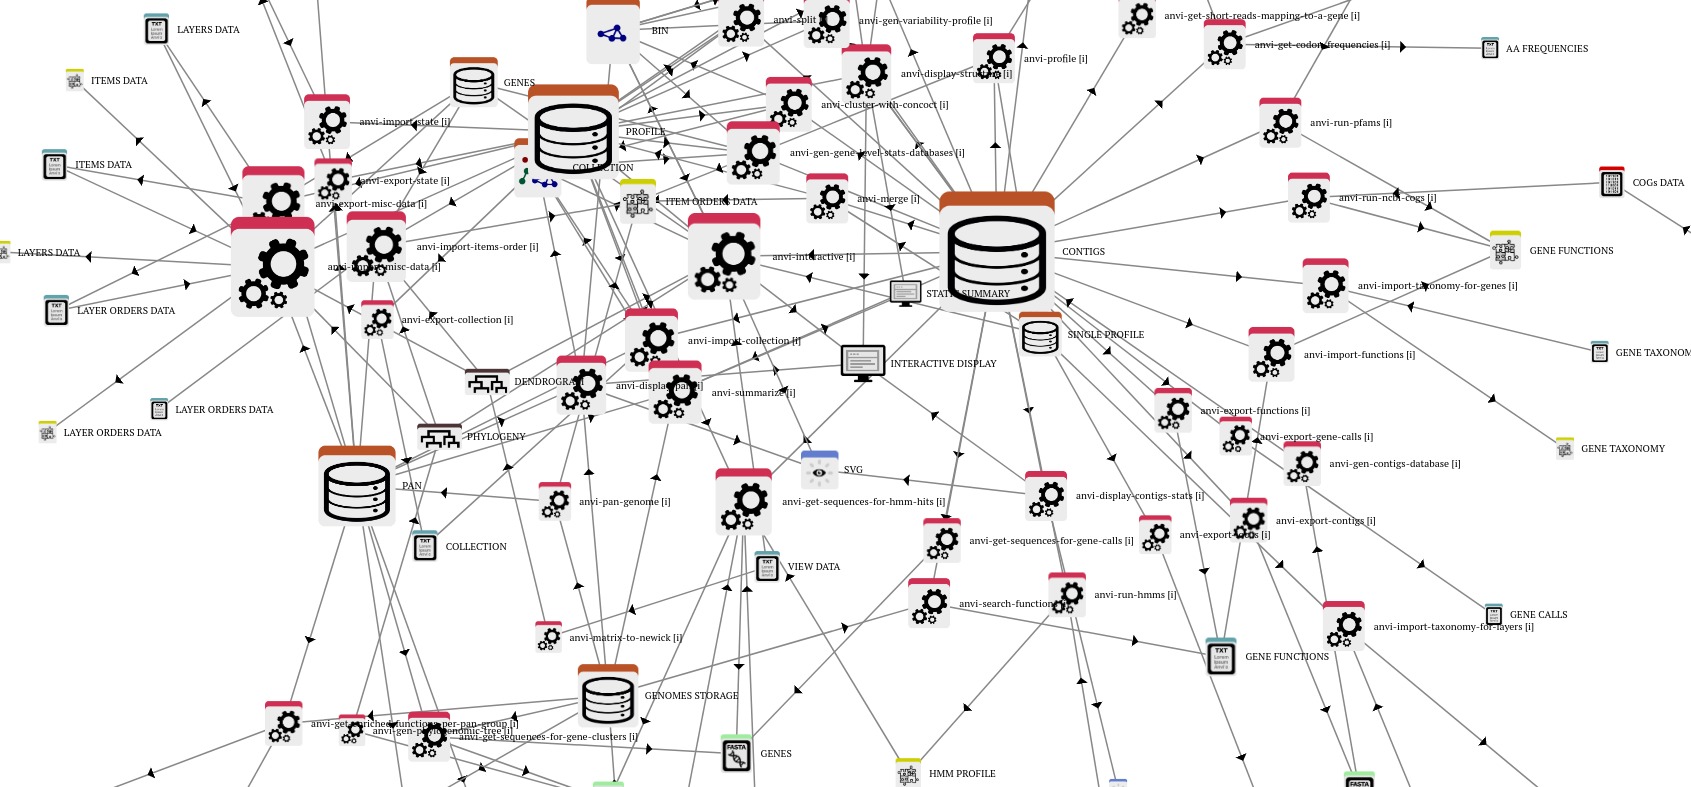 anvi-get-short-reads-mapping-to-a-gene [i]
anvi-split
anvi-gen-variability-profile [i]
LAYERS DATA
BIN
anvi-get-codon-frequencies [i]
AA FREQUENCIES
anvi-profile [i]
anvi-display-structure [i]
ITEMS DATA
GENES
anvi-cluster-with-concoct [i]
anvi-import-state [i]
anvi-run-pfams [i]
PROFILE
anvi-gen-gene-level-stats-databases [i]
ITEMS DATA
COLLECTION
anvi-export-state [i]
COGs DATA
anvi-export-misc-data [i]
ITEM ORDERS DATA
anvi-merge [i]
anvi-run-ncbi-cogs [i]
anvi-import-items-order [i]
LAYERS DATA
anvi-interactive [i]
CONTIGS
GENE FUNCTIONS
anvi-import-misc-data [i]
anvi-import-taxonomy-for-genes [i]
STATS SUMMARY
LAYER ORDERS DATA
anvi-export-collection [i]
SINGLE PROFILE
anvi-import-collection [i]
GENE TAXONOM
anvi-import-functions [i]
INTERACTIVE DISPLAY
DENDROGRAM
anvi-display-pan [i]
anvi-summarize [i]
LAYER ORDERS DATA
anvi-export-functions [i]
LAYER ORDERS DATA
PHYLOGENY
anvi-export-gene-calls [i]
GENE TAXONOMY
anvi-gen-contigs-database [i]
SVG
PAN
anvi-pan-genome [i]
anvi-get-sequences-for-hmm-hits [i]
anvi-display-contigs-stats [i]
anvi-export-contigs [i]
anvi-export-locus [i]
anvi-get-sequences-for-gene-calls [i]
COLLECTION
VIEW DATA
anvi-run-hmms [i]
anvi-search-functions
GENE CALLS
anvi-import-taxonomy-for-layers [i]
anvi-matrix-to-newick [i]
GENE FUNCTIONS
GENOMES STORAGE
anvi-get-enriched-functions-per-pan-group [i]
anvi-gen-phylogenomic-tree [i]
anvi-get-sequences-for-gene-clusters [i]
GENES
HMM PROFILE